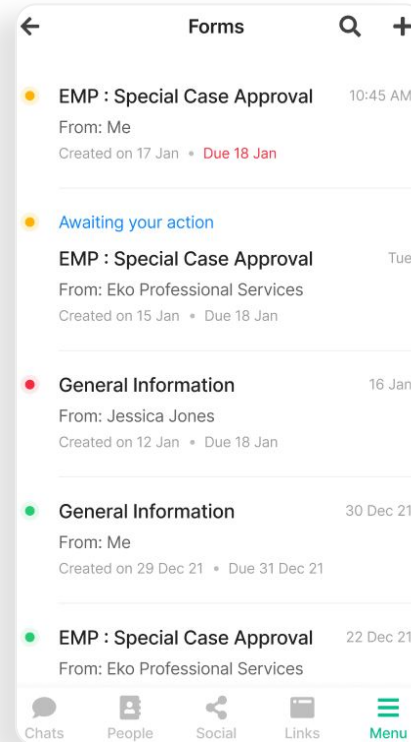 Forms
EMP : Special Case Approval 10:45 AM
From: Me
Created on 17 Jan • Due 18 Jan
Awaiting your action
EMP : Special Case Approval Tue
From: Eko Professional Services
Created on 15 Jan • Due 18 Jan
General Information 16 Jan
From: Jessica Jones
Created on 12 Jan • Due 18 Jan
General Information 30 Dec 21
From: Me
Created on 29 Dec 21 • Due 31 Dec 21
EMP : Special Case Approval 22 Dec 21
From: Eko Professional Services
Chats People Social Links Menu